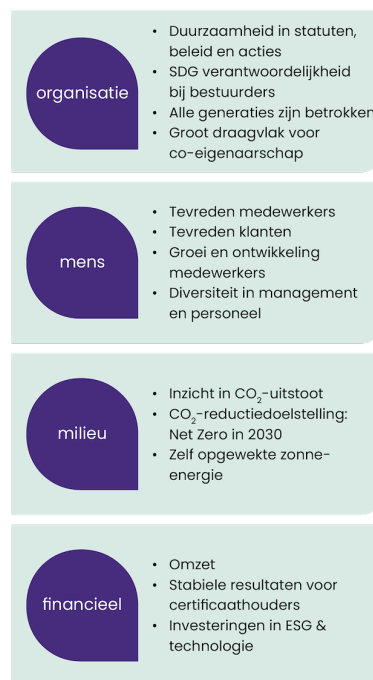 organisatie
• Duurzaamheid in statuten,
beleid en acties
• SDG verantwoordelijkheid
bij bestuurders
• Alle generaties zijn betrokken
• Groot draagvlak voor
co-eigenaarschap
mens
• Tevreden medewerkers
• Tevreden klanten
• Groei en ontwikkeling
medewerkers
• Diversiteit in management
en personeel
milieu
• Inzicht in CO₂-uitstoot
• CO₂-reductiedoelstelling:
Net Zero in 2030
• Zelf opgewekte zonne-
energie
financieel
• Omzet
• Stabiele resultaten voor
certificaathouders
• Investeringen in ESG &
technologie